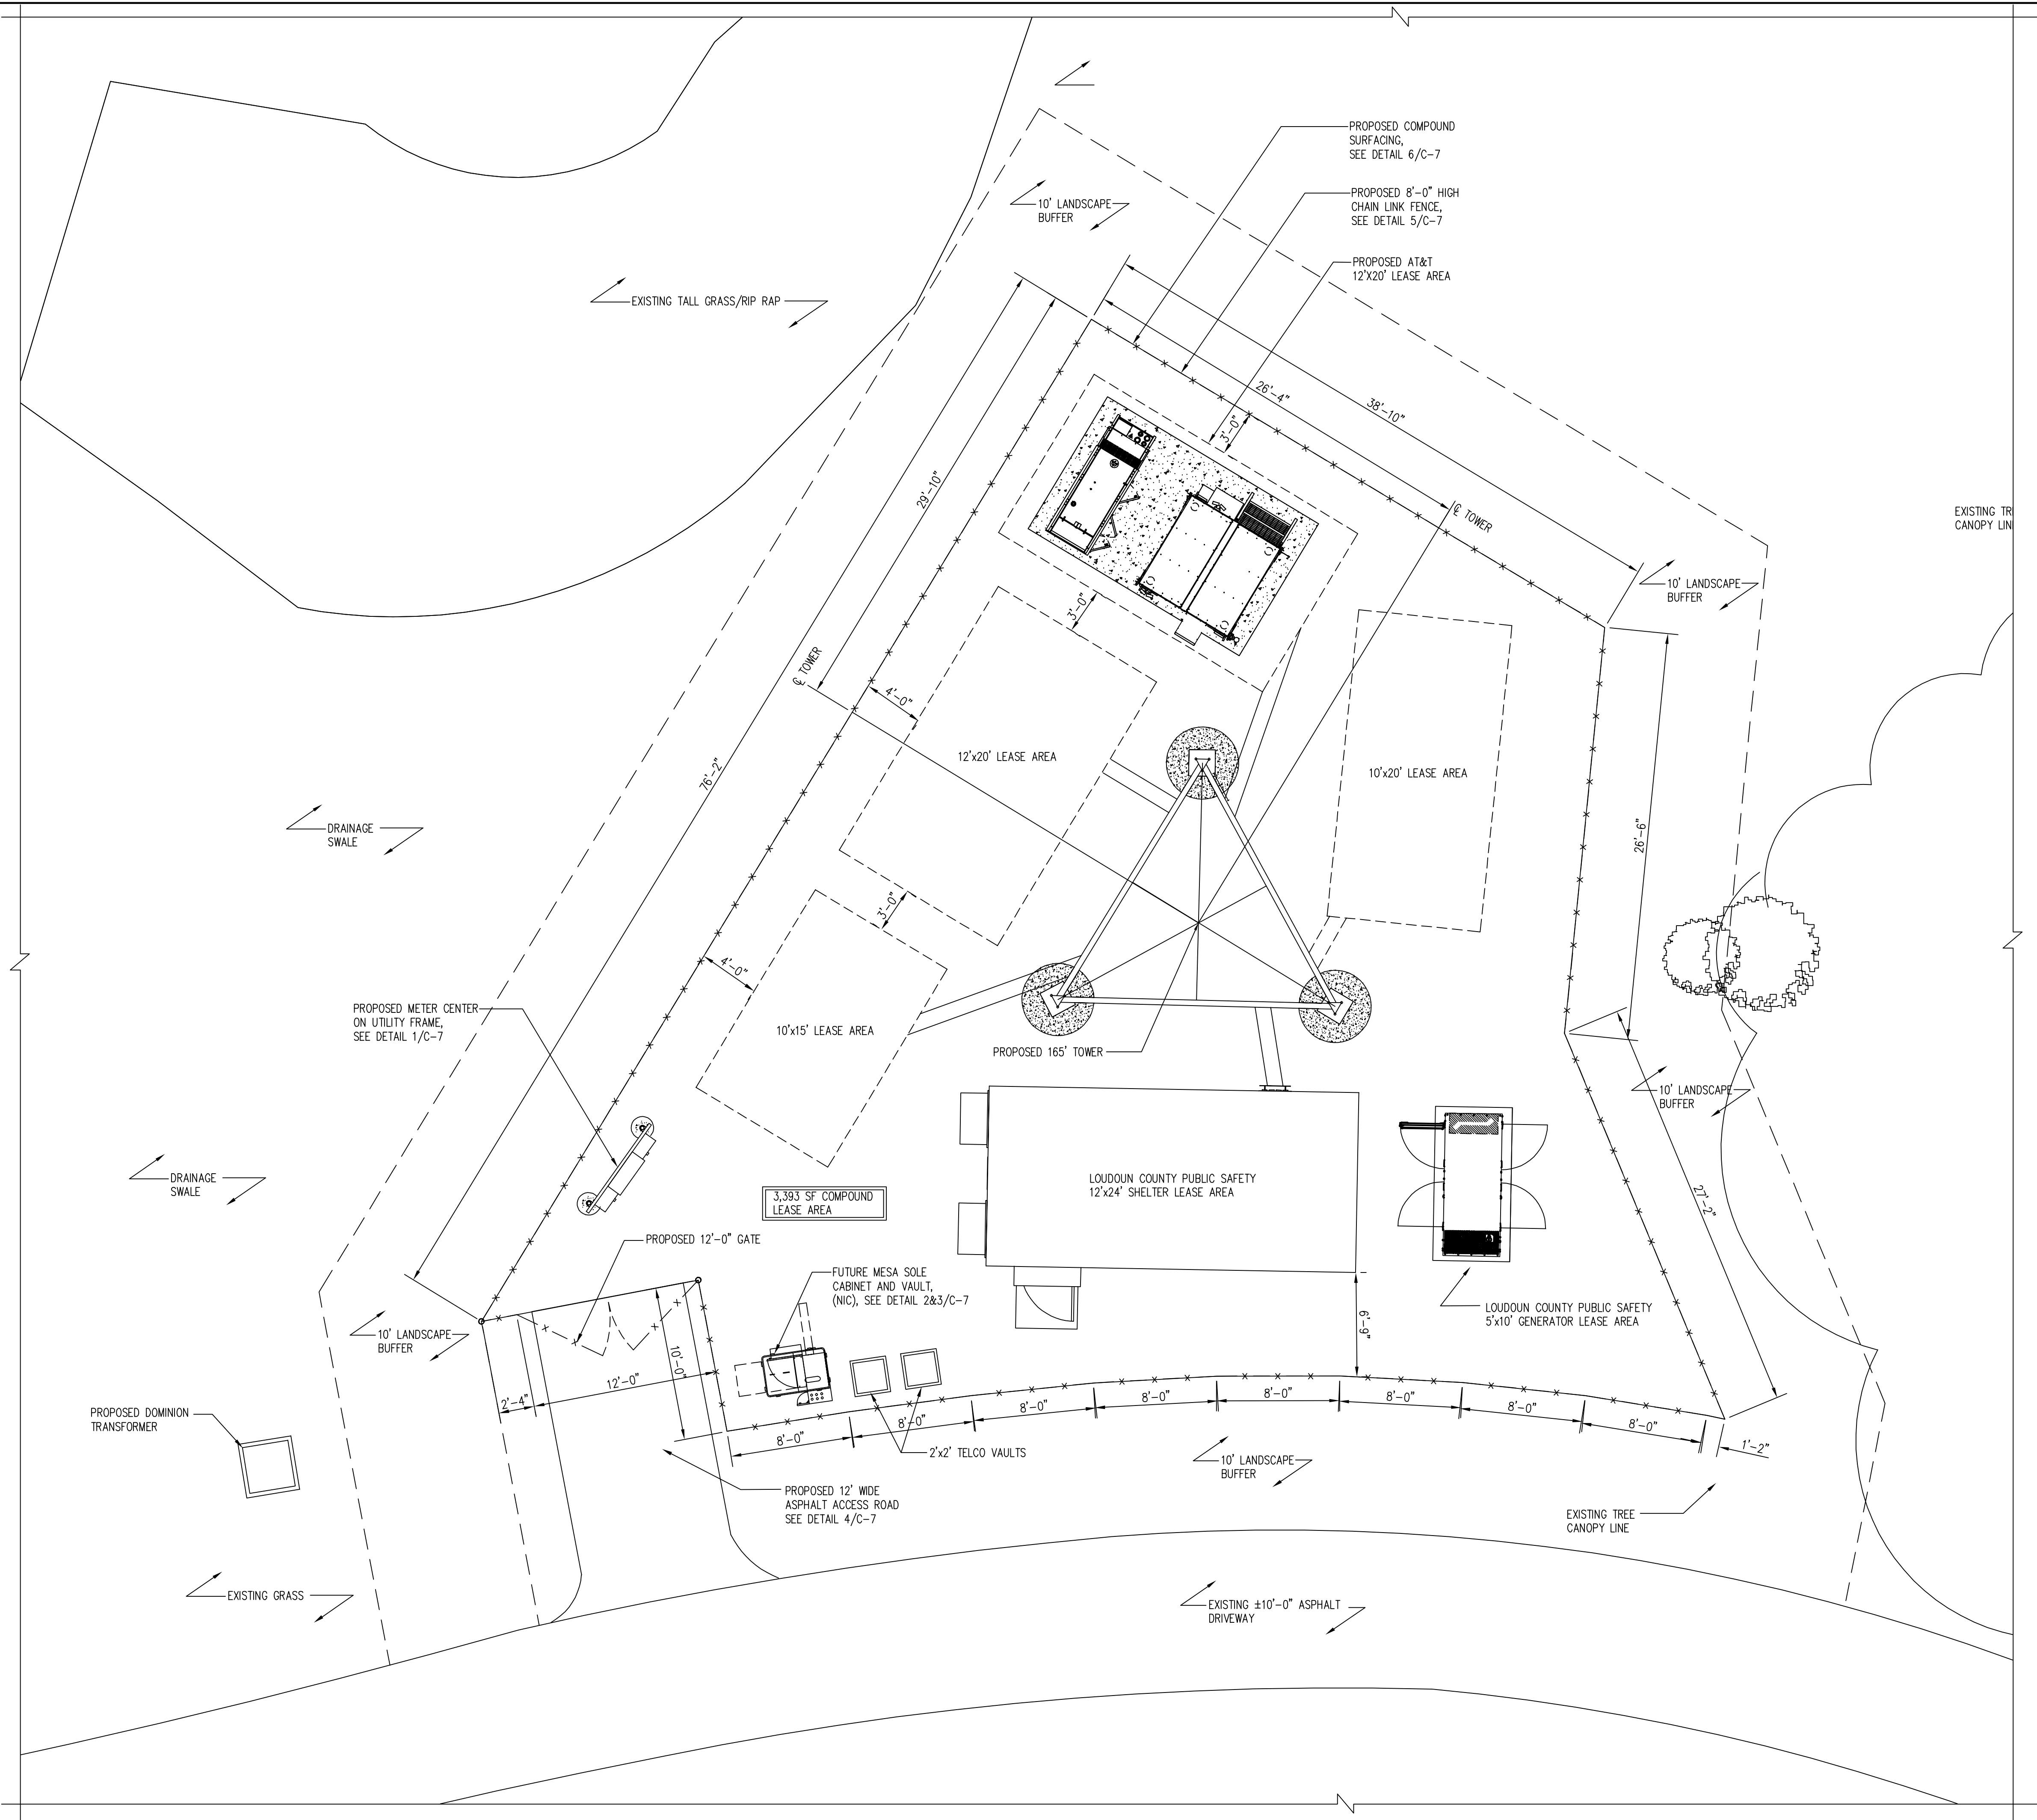 PROPOSED COMPOUND
SURFACING,
SEE DETAIL 6/C-7
PROPOSED 8'-0" HIGH
CHAIN LINK FENCE,
SEE DETAIL 5/C-7
10' LANDSCAPE
BUFFER
PROPOSED AT&T
12'X20' LEASE AREA
EXISTING TALL GRASS/RIP RAP
26'-4"
38'-10"
3'-0"
29'-10"
℄ TOWER
EXISTING TR
CANOPY LIN
10' LANDSCAPE
BUFFER
3'-0"
℄ TOWER
4'-0"
12'x20' LEASE AREA
10'x20' LEASE AREA
76'-2"
DRAINAGE
SWALE
26'-6"
3'-0"
4'-0"
PROPOSED METER CENTER
ON UTILITY FRAME,
SEE DETAIL 1/C-7
10'x15' LEASE AREA
PROPOSED 165' TOWER
10' LANDSCAPE
BUFFER
DRAINAGE
SWALE
LOUDOUN COUNTY PUBLIC SAFETY
12'x24' SHELTER LEASE AREA
3,393 SF COMPOUND
LEASE AREA
27'-2"
PROPOSED 12'-0" GATE
FUTURE MESA SOLE
CABINET AND VAULT,
(NIC), SEE DETAIL 2&3/C-7
LOUDOUN COUNTY PUBLIC SAFETY
5'x10' GENERATOR LEASE AREA
6'-9"
10' LANDSCAPE
BUFFER
10'-0"
12'-0"
2'-4"
PROPOSED DOMINION
TRANSFORMER
8'-0"
8'-0"
8'-0"
8'-0"
8'-0"
8'-0"
8'-0"
8'-0"
1'-2"
2'x2' TELCO VAULTS
10' LANDSCAPE
BUFFER
PROPOSED 12' WIDE
ASPHALT ACCESS ROAD
SEE DETAIL 4/C-7
EXISTING TREE
CANOPY LINE
EXISTING GRASS
EXISTING ±10'-0" ASPHALT
DRIVEWAY